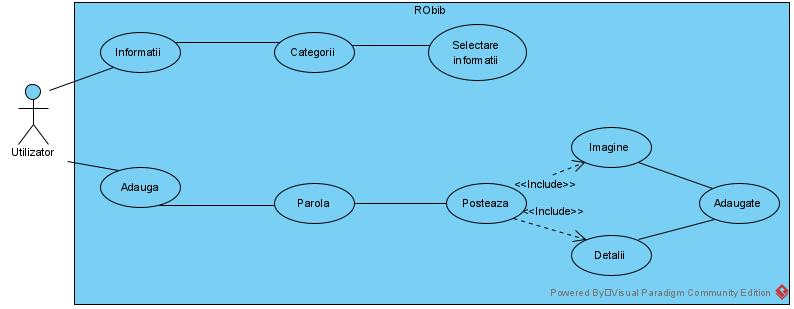 RObib
Informatii
Categorii
Selectare
informatii
Utilizator
Adauga
Parola
Posteaza
<<Include>>
<<Include>>
Imagine
Detalii
Adaugate
Powered By□Visual Paradigm Community Edition